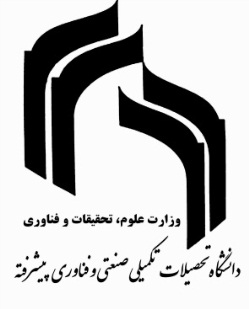 وزارت علوم، تحقیقات و فناوری
دانشگاه تحصیلات تکمیلی صنعتی و فناوری پیشرفته